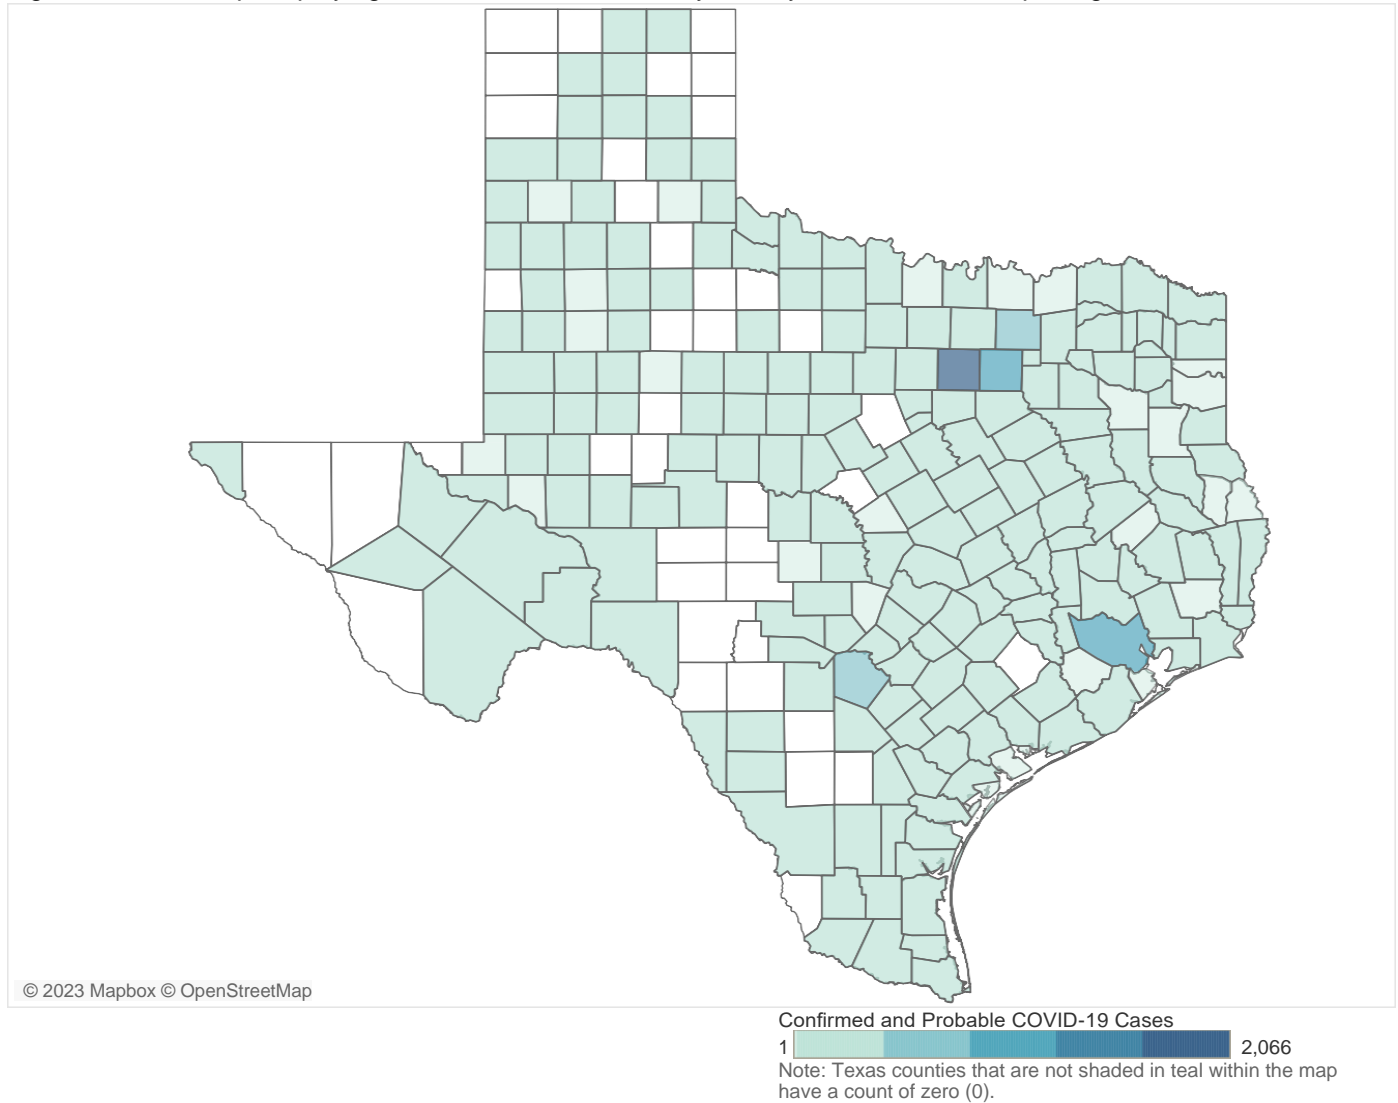 © 2023 Mapbox © OpenStreetMap
Confirmed and Probable COVID-19 Cases
1 2,066
Note: Texas counties that are not shaded in teal within the map
have a count of zero (0).